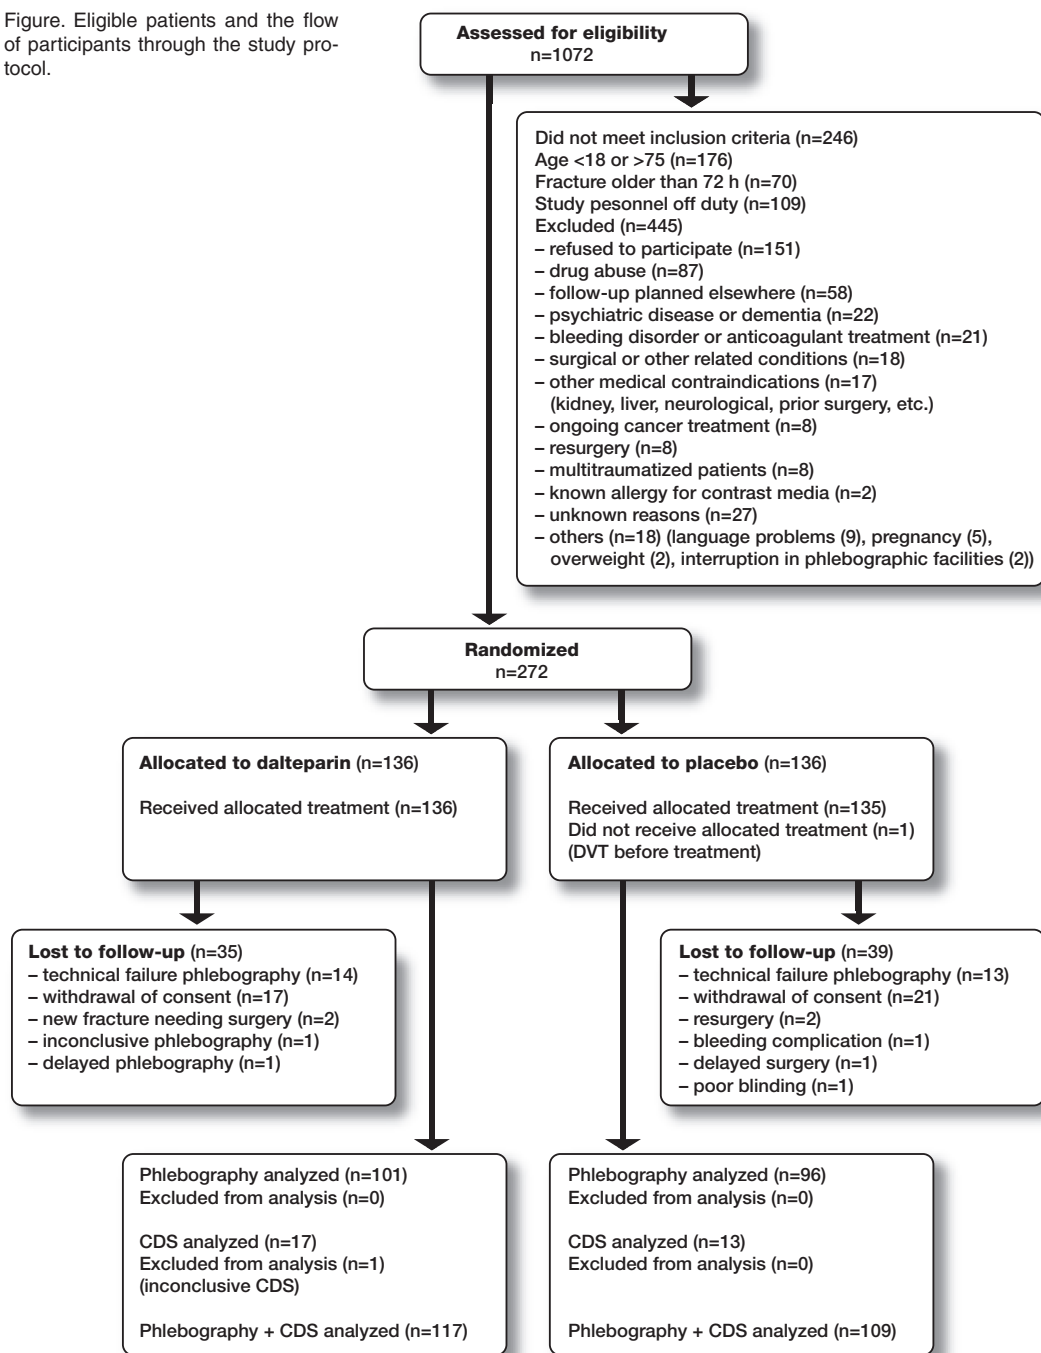 Figure. Eligible patients and the flow
of participants through the study pro-
tocol.
Assessed for eligibility
n=1072
Did not meet inclusion criteria (n=246)
Age <18 or >75 (n=176)
Fracture older than 72 h (n=70)
Study pesonnel off duty (n=109)
Excluded (n=445)
– refused to participate (n=151)
– drug abuse (n=87)
– follow-up planned elsewhere (n=58)
– psychiatric disease or dementia (n=22)
– bleeding disorder or anticoagulant treatment (n=21)
– surgical or other related conditions (n=18)
– other medical contraindications (n=17)
(kidney, liver, neurological, prior surgery, etc.)
– ongoing cancer treatment (n=8)
– resurgery (n=8)
– multitraumatized patients (n=8)
– known allergy for contrast media (n=2)
– unknown reasons (n=27)
– others (n=18) (language problems (9), pregnancy (5),
overweight (2), interruption in phlebographic facilities (2))
Randomized
n=272
Allocated to dalteparin (n=136)
Received allocated treatment (n=136)
Allocated to placebo (n=136)
Received allocated treatment (n=135)
Did not receive allocated treatment (n=1)
(DVT before treatment)
Lost to follow-up (n=35)
– technical failure phlebography (n=14)
– withdrawal of consent (n=17)
– new fracture needing surgery (n=2)
– inconclusive phlebography (n=1)
– delayed phlebography (n=1)
Lost to follow-up (n=39)
– technical failure phlebography (n=13)
– withdrawal of consent (n=21)
– resurgery (n=2)
– bleeding complication (n=1)
– delayed surgery (n=1)
– poor blinding (n=1)
Phlebography analyzed (n=101)
Excluded from analysis (n=0)
CDS analyzed (n=17)
Excluded from analysis (n=1)
(inconclusive CDS)
Phlebography + CDS analyzed (n=117)
Phlebography analyzed (n=96)
Excluded from analysis (n=0)
CDS analyzed (n=13)
Excluded from analysis (n=0)
Phlebography + CDS analyzed (n=109)